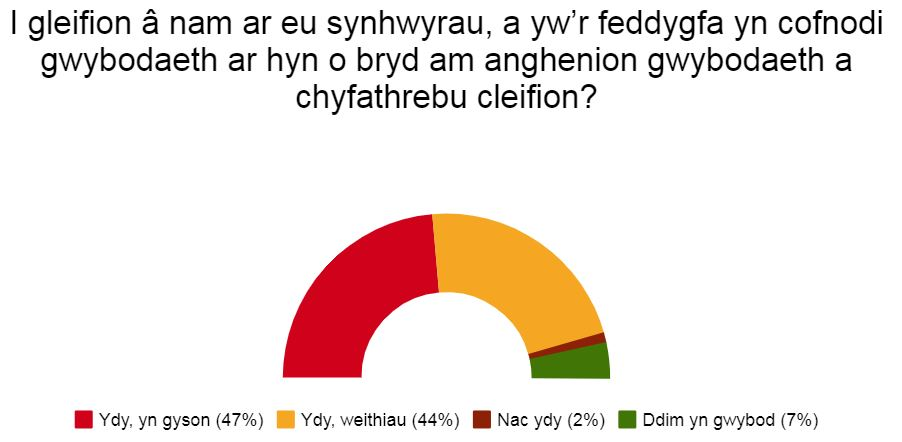 I gleifion â nam ar eu synhwyrau, a yw’r feddygfa yn cofnodi
gwybodaeth ar hyn o bryd am anghenion gwybodaeth a
chyfathrebu cleifion?
Ydy, yn gyson (47%) Ydy, weithiau (44%) Nac ydy (2%) Ddim yn gwybod (7%)